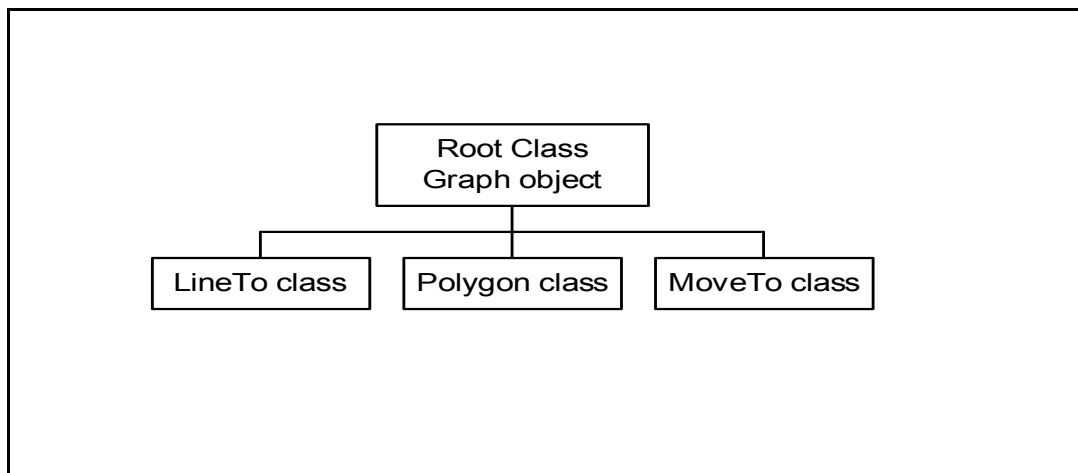 Root Class
Graph object
LineTo class
Polygon class
MoveTo class